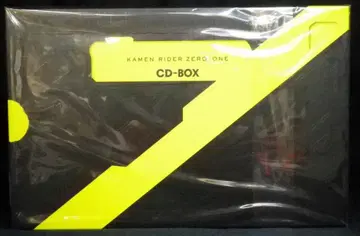 KAMEN RIDER ZERO-ONE
CD-BOX